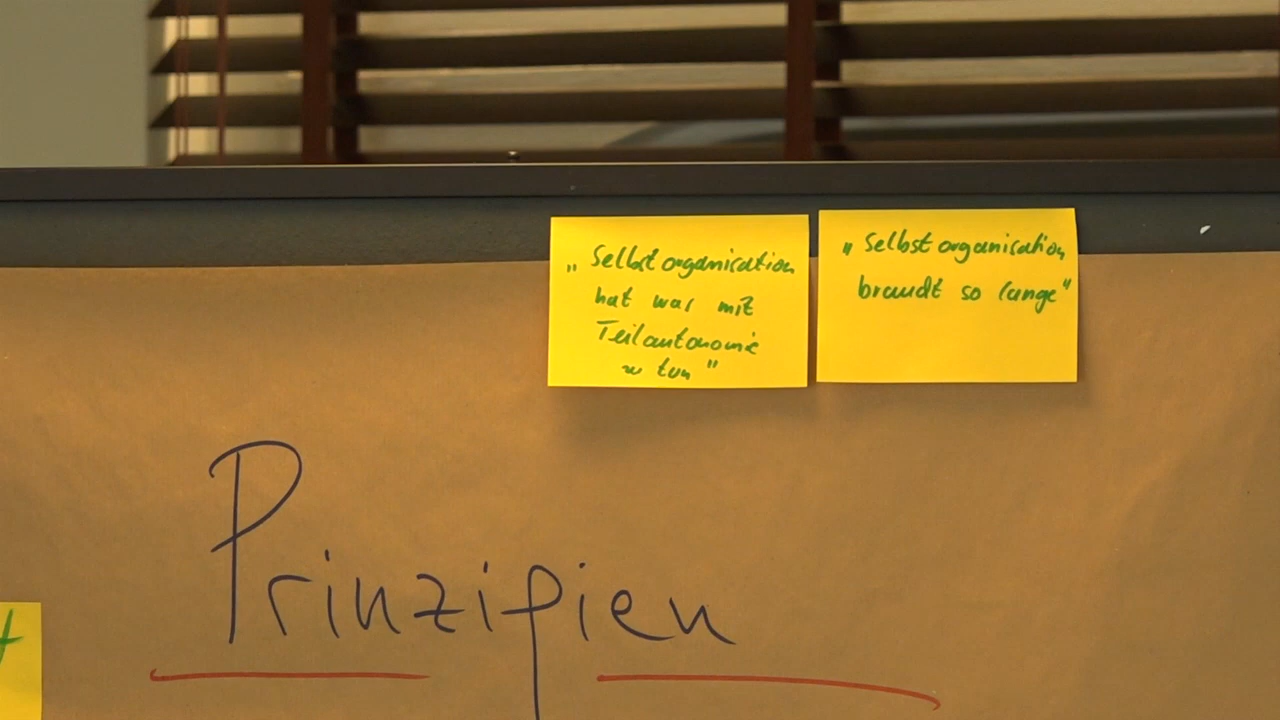 „Selbstorganisation
hat was mit
Teilautonomie
zu tun"
„Selbstorganisation
braucht so lange"
Prinzipien